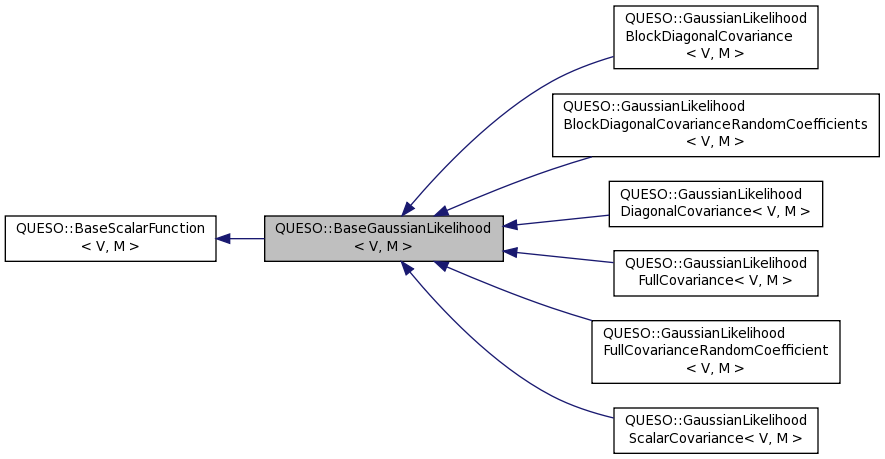 QUESO::BaseScalarFunction
< V, M >
QUESO::BaseGaussianLikelihood
< V, M >
QUESO::GaussianLikelihood
BlockDiagonalCovariance
< V, M >
QUESO::GaussianLikelihood
BlockDiagonalCovarianceRandomCoefficients
< V, M >
QUESO::GaussianLikelihood
DiagonalCovariance< V, M >
QUESO::GaussianLikelihood
FullCovariance< V, M >
QUESO::GaussianLikelihood
FullCovarianceRandomCoefficient
< V, M >
QUESO::GaussianLikelihood
ScalarCovariance< V, M >